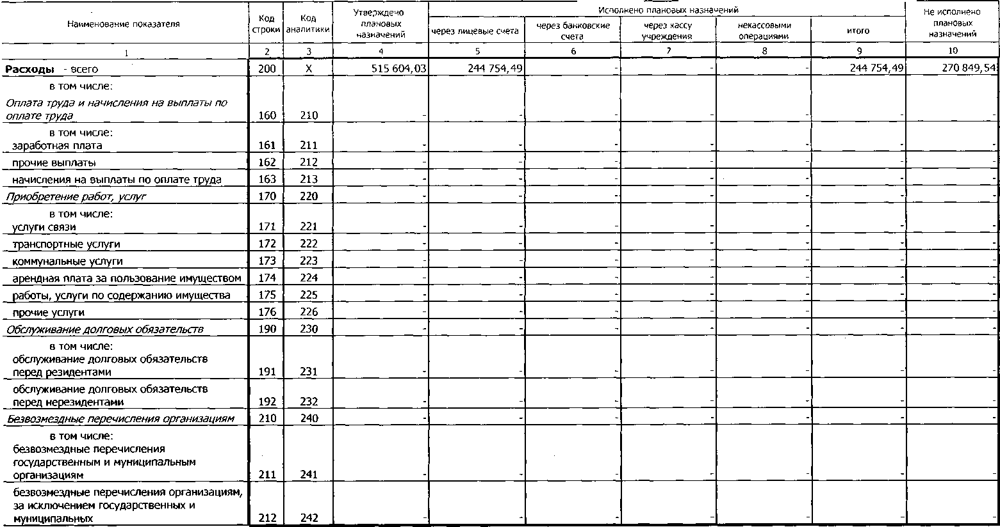 Наименование показателя Код строки Код аналитики Утверждено плановых назначений Исполнено плановых назначений Не исполнено плановых назначений
через лицевые счета через банковские счета через кассу учреждения некассовыми операциями итого
1 2 3 4 5 6 7 8 9 10
Расходы - всего 200 X 515 604,03 244 754,49 - - - 244 754,49 270 849,54
в том числе:
Оплата труда и начисления на выплаты по
оплате труда 160 210 - - - - - - -
в том числе:
заработная плата 161 211 - - - - - - -
прочие выплаты 162 212 - - - - - - -
начисления на выплаты по оплате труда 163 213 - - - - - - -
Приобретение работ, услуг 170 220 - - - - - - -
в том числе:
услуги связи 171 221 - - - - - - -
транспортные услуги 172 222 - - - - - - -
коммунальные услуги 173 223 - - - - - - -
арендная плата за пользование имуществом 174 224 - - - - - - -
работы, услуги по содержанию имущества 175 225 - - - - - - -
прочие услуги 176 226 - - - - - - -
Обслуживание долговых обязательств 190 230 - - - - - - -
в том числе:
обслуживание долговых обязательств
перед резидентами 191 231 - - - - - - -
обслуживание долговых обязательств
перед нерезидентами 192 232 - - - - - - -
Безвозмездные перечисления организациям 210 240 - - - - - - -
в том числе:
безвозмездные перечисления
государственным и муниципальным
организациям 211 241 - - - - - - -
безвозмездные перечисления организациям,
за исключением государственных и
муниципальных 212 242 - - - - - - -